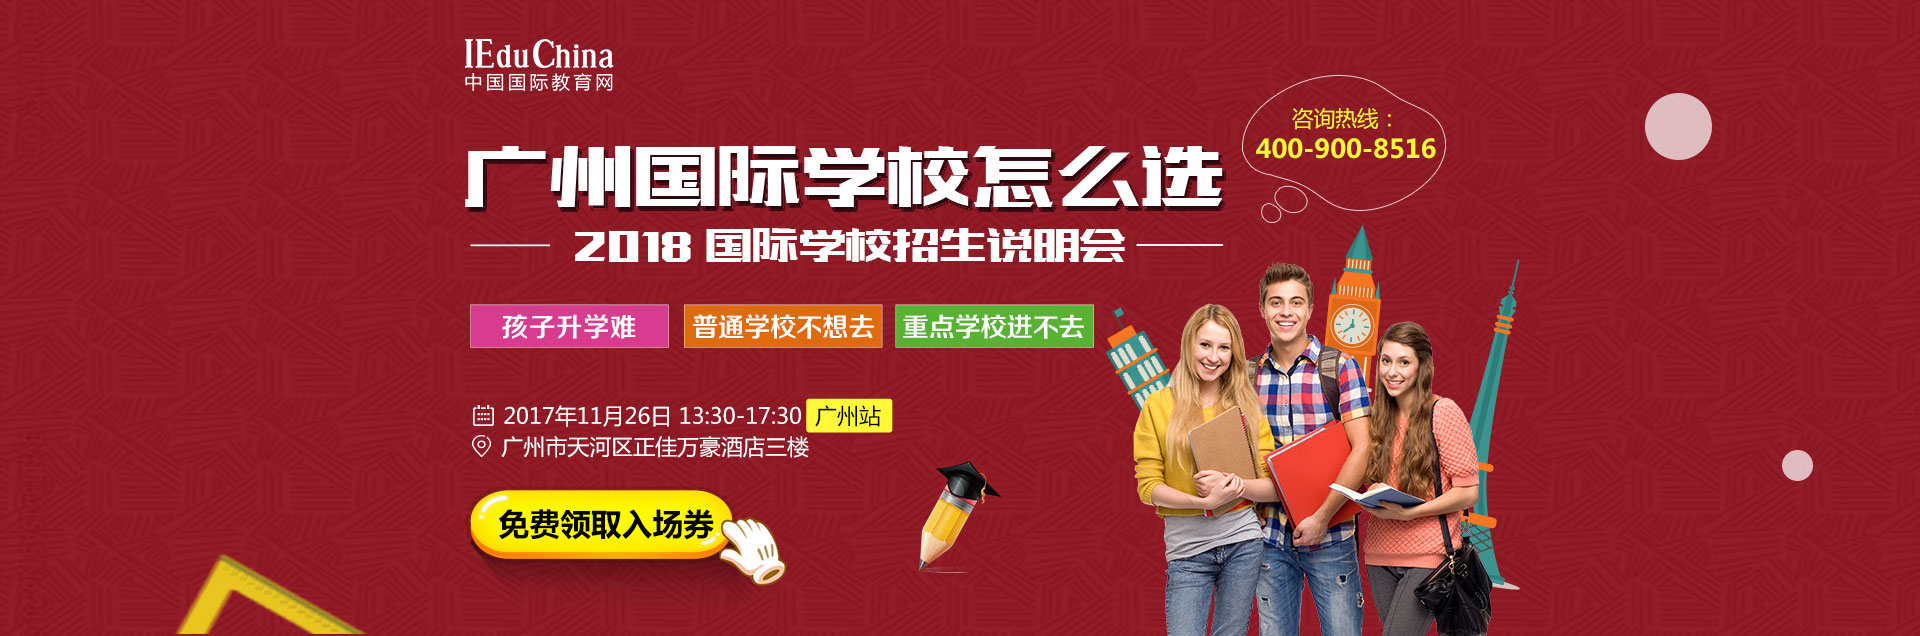 IEduChina
中国国际教育网
咨询热线：
400-900-8516
广州国际学校怎么选
2018 国际学校招生说明会
孩子升学难 普通学校不想去 重点学校进不去
2017年11月26日 13:30-17:30 广州站
广州市天河区正佳万豪酒店三楼
免费领取入场券